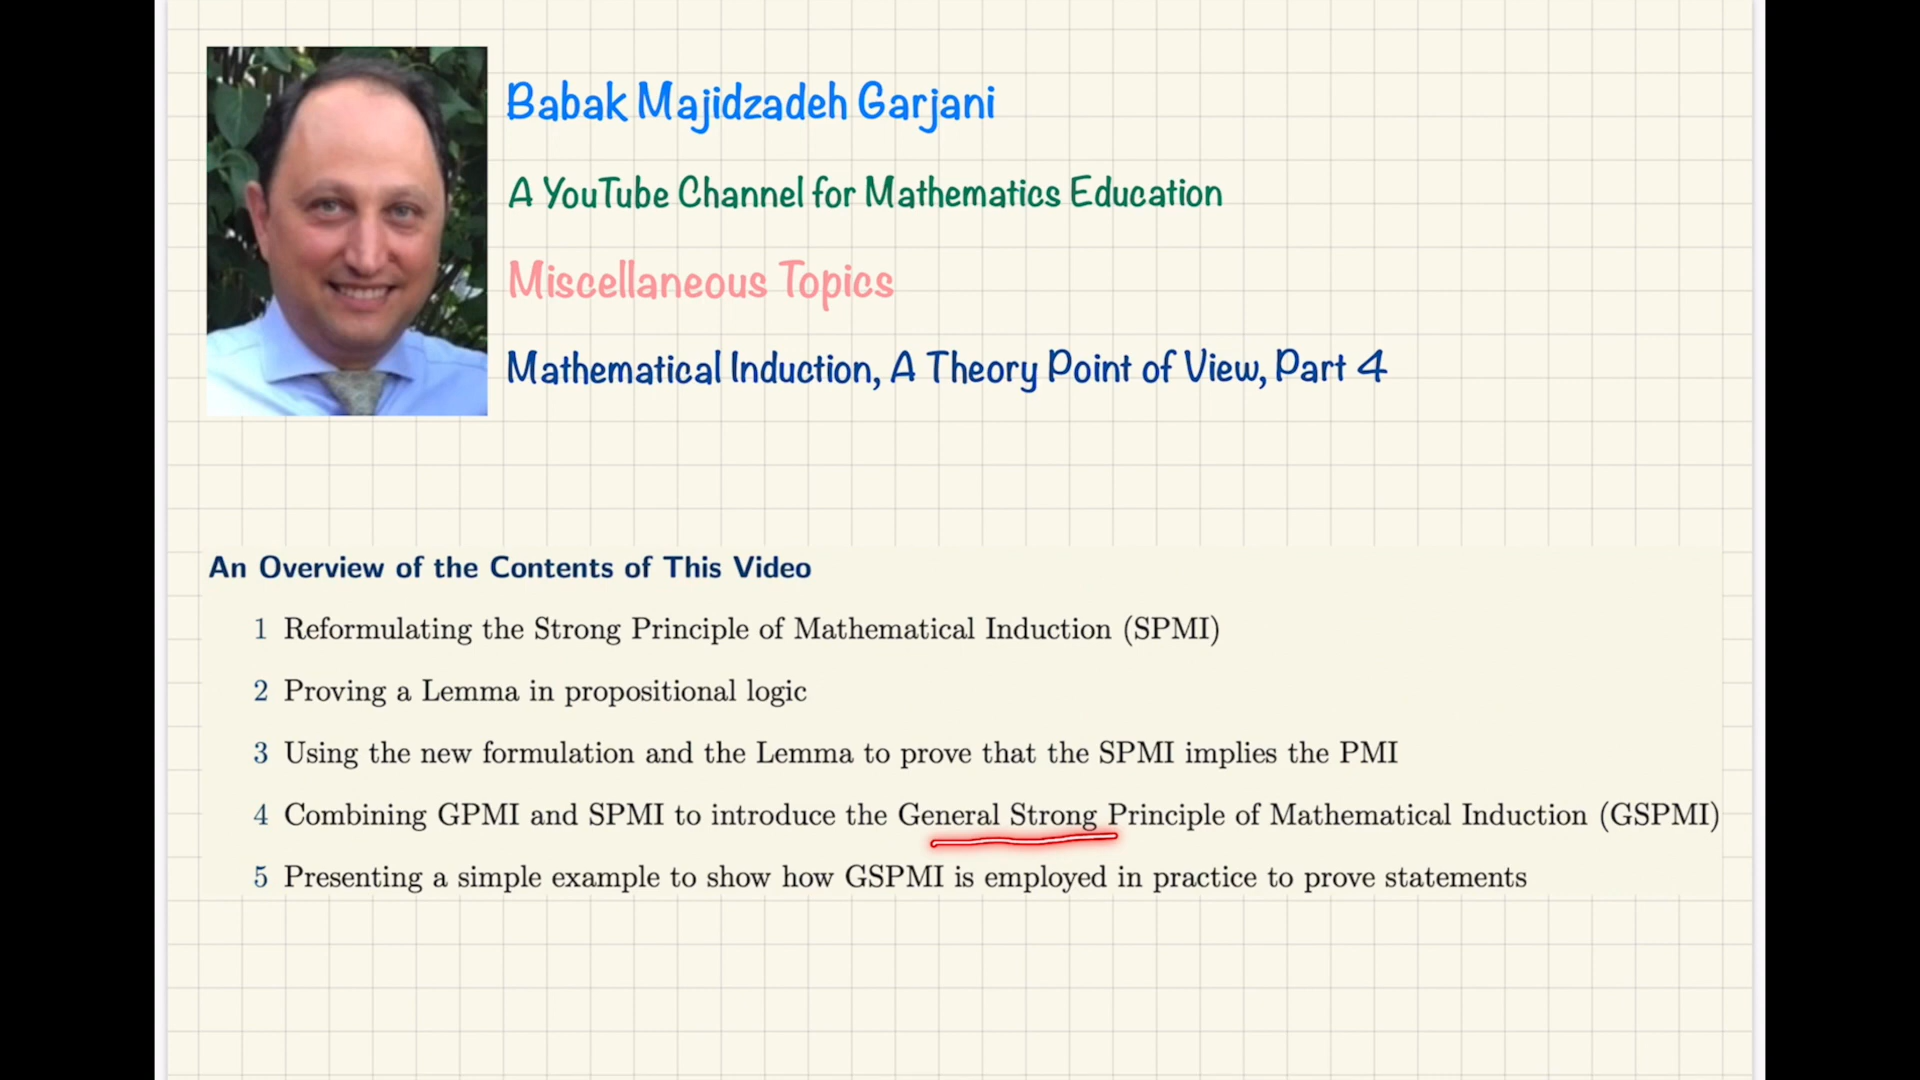 Babak Majidzadeh Garjani
A YouTube Channel for Mathematics Education
Miscellaneous Topics
Mathematical Induction, A Theory Point of View, Part 4
An Overview of the Contents of This Video
1 Reformulating the Strong Principle of Mathematical Induction (SPMI)
2 Proving a Lemma in propositional logic
3 Using the new formulation and the Lemma to prove that the SPMI implies the PMI
4 Combining GPMI and SPMI to introduce the General Strong Principle of Mathematical Induction (GSPMI)
5 Presenting a simple example to show how GSPMI is employed in practice to prove statements